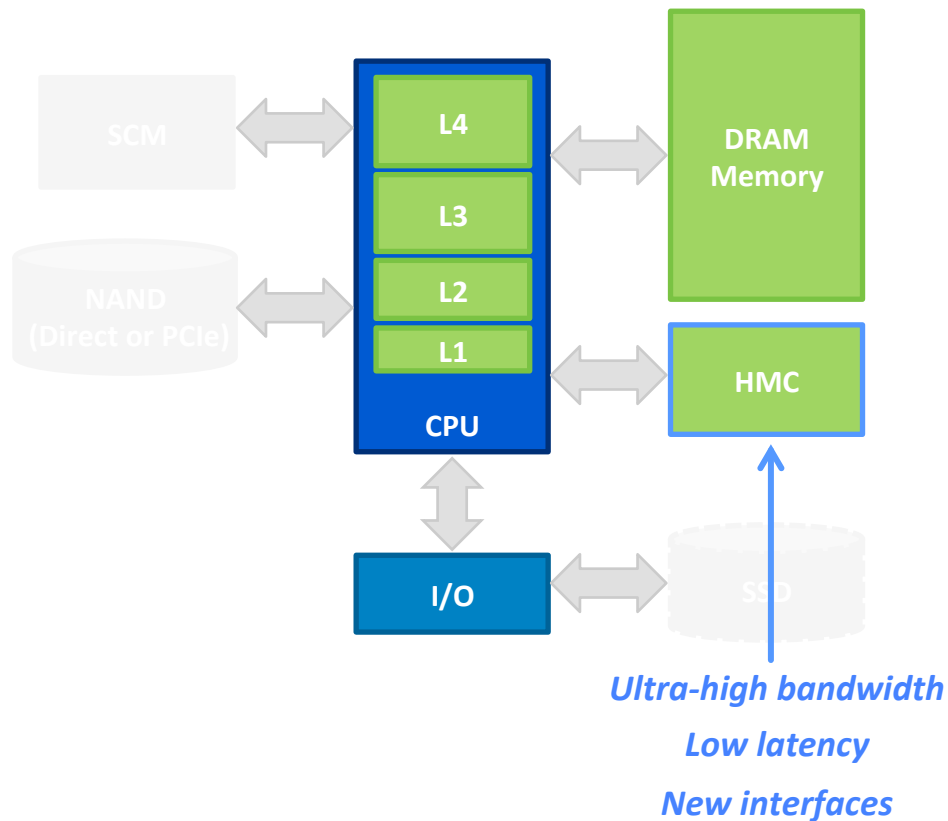 SCM
L4
DRAM
Memory
L3
NAND
(Direct or PCIe)
L2
L1
HMC
CPU
I/O
SSD
Ultra-high bandwidth
Low latency
New interfaces